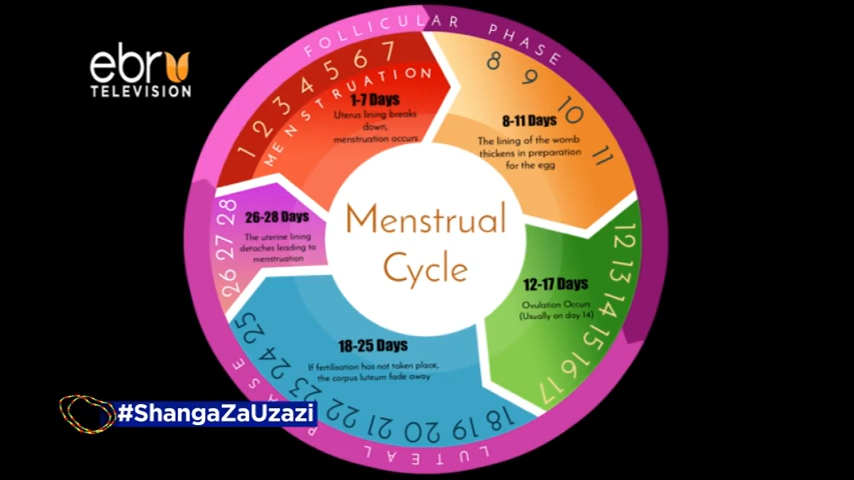 ebru
TELEVISION
FOLLICULAR PHASE
1 2 3 4 5 6 7
MENSTRUATION
1-7 Days
Uterus lining breaks
down,
menstruation occurs
8 9 10 11
8-11 Days
The lining of the womb
thickens in preparation
for the egg
12 13 14 15 16 17
12-17 Days
Ovulation Occurs
(Usually on day 14)
18 19 20 21 22 23 24 25
18-25 Days
If fertilisation has not taken place,
the corpus luteum fade away
26 27 28
26-28 Days
The uterine lining
detaches leading to
menstruation
Menstrual
Cycle
LUTEAL
#ShangaZaUzazi